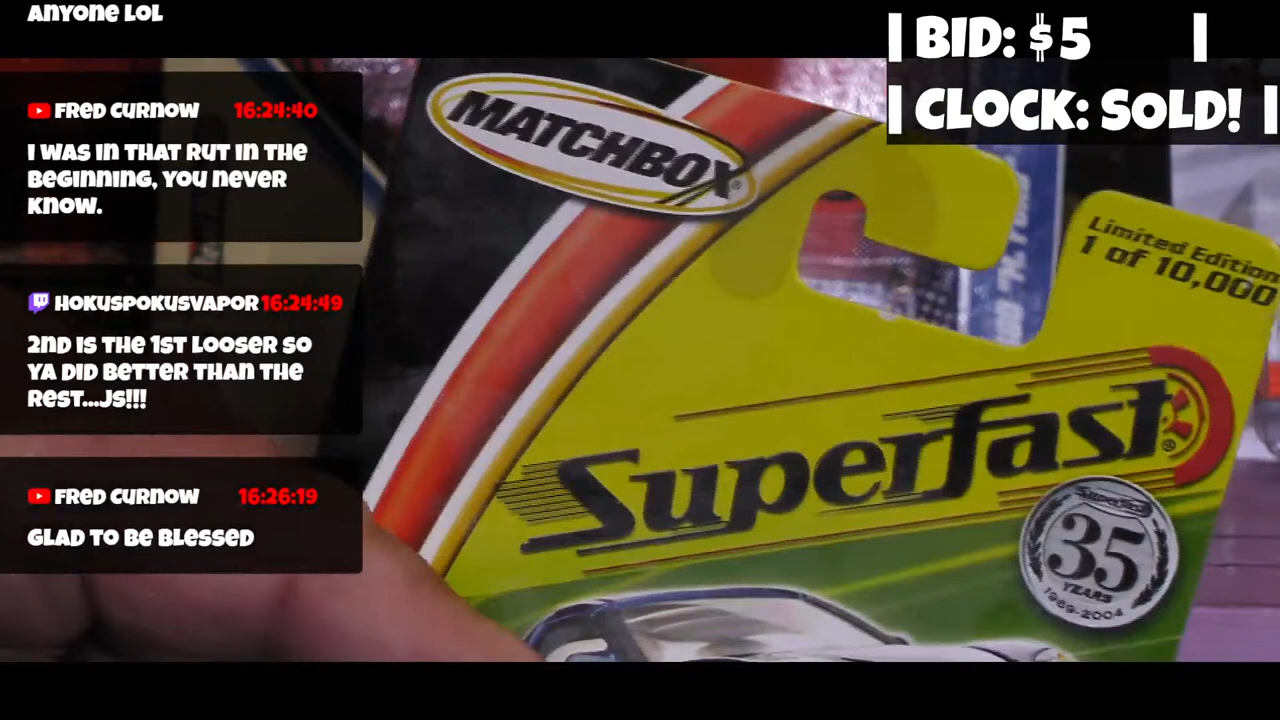 ANYONE LOL
FRED CURNOW 16:24:40
I WAS IN THAT RUT IN THE
BEGINNING, YOU NEVER
KNOW.
HOKUSPOKUSVAPOR 16:24:49
2ND IS THE 1ST LOOSER SO
YA DID BETTER THAN THE
REST...JS!!!
FRED CURNOW 16:26:19
GLAD TO BE BLESSED
| BID: $5 |
| CLOCK: SOLD! |
MATCHBOX®
Limited Edition
1 of 10,000
Superfast®
Superfast
35
YEARS
1969-2004